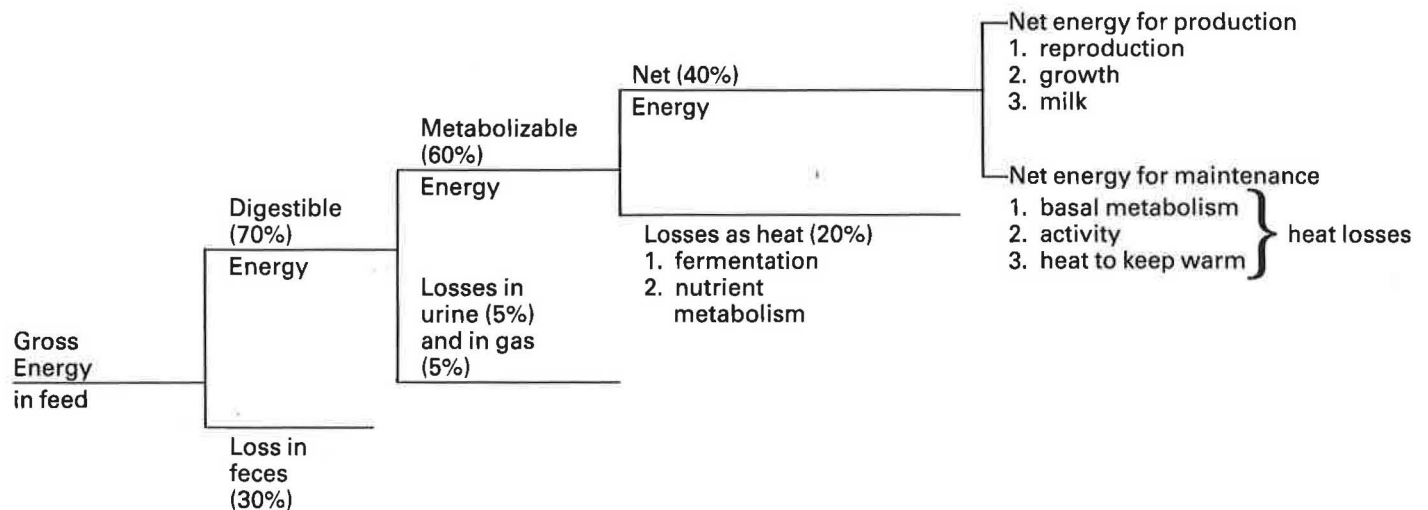 Gross
Energy
in feed
Digestible
(70%)
Energy
Loss in
feces
(30%)
Metabolizable
(60%)
Energy
Losses in
urine (5%)
and in gas
(5%)
Net (40%)
Energy
Losses as heat (20%)
1. fermentation
2. nutrient
metabolism
Net energy for production
1. reproduction
2. growth
3. milk
Net energy for maintenance
1. basal metabolism
2. activity
3. heat to keep warm
heat losses